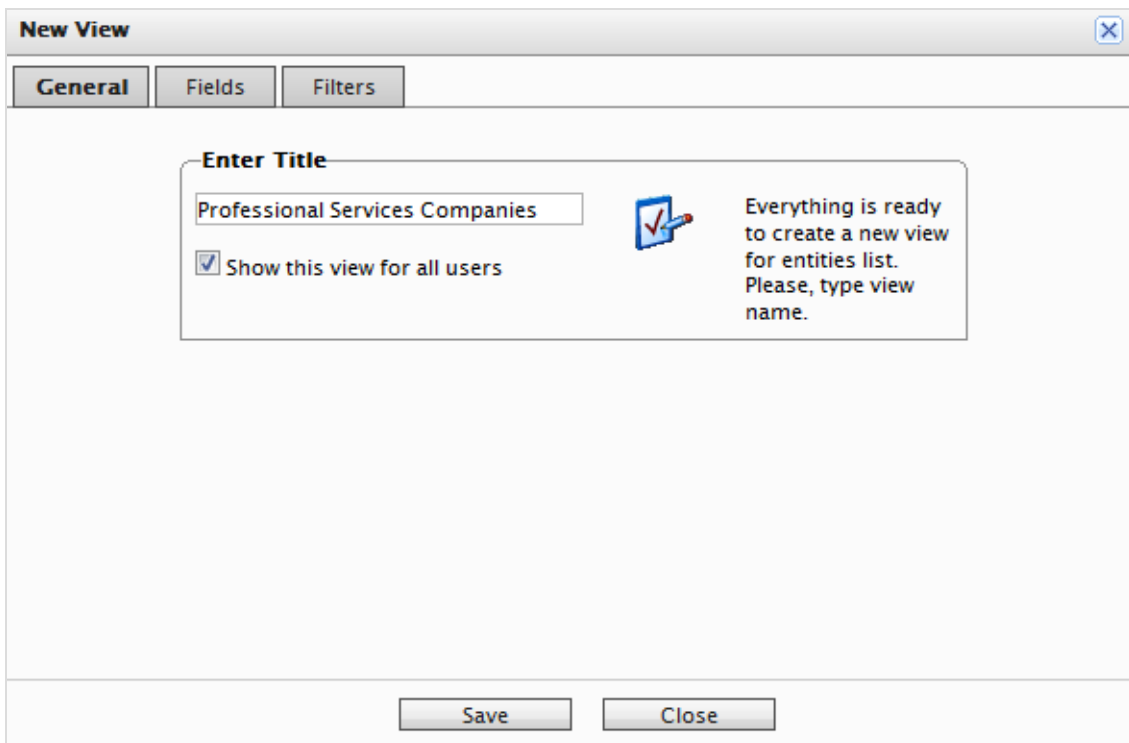 New View
General Fields Filters
Enter Title
Professional Services Companies
Show this view for all users
Everything is ready
to create a new view
for entities list.
Please, type view
name.
Save Close